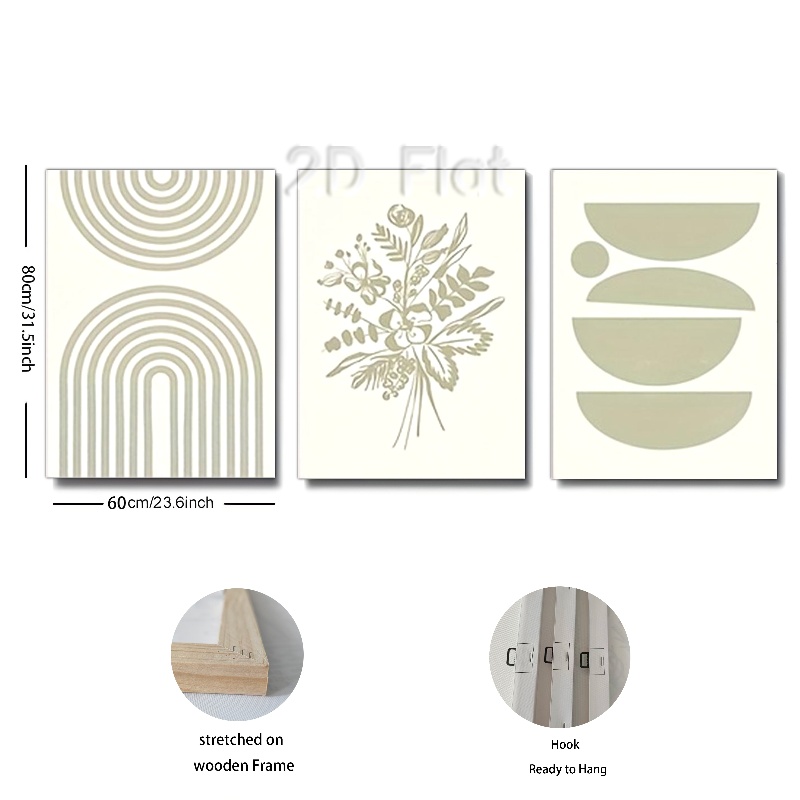 2D Flat
80cm/31.5inch
60cm/23.6inch
stretched on
wooden Frame
Hook
Ready to Hang